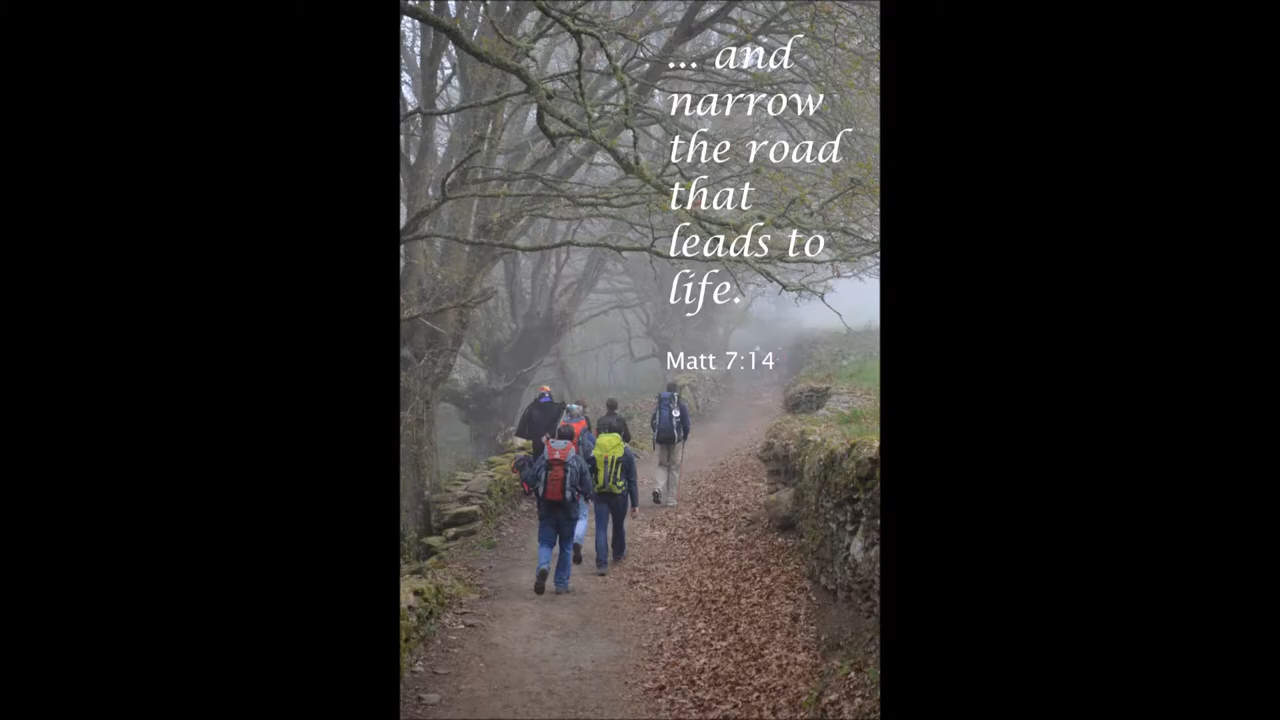 ... and
narrow
the road
that
leads to
life.
Matt 7:14